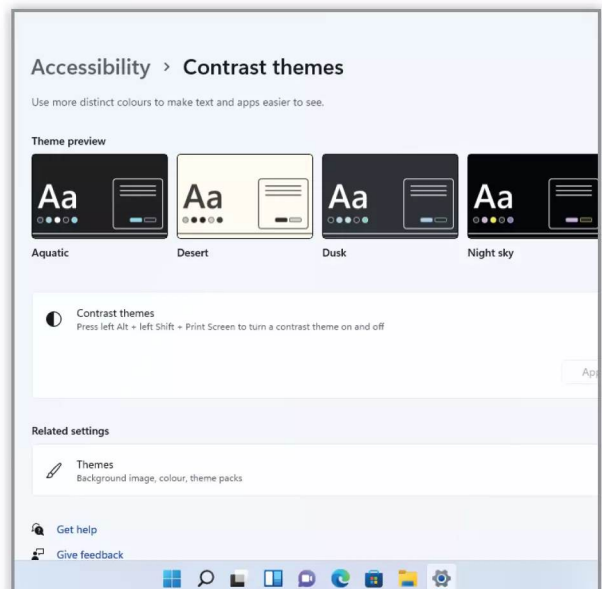 Accessibility > Contrast themes
Use more distinct colours to make text and apps easier to see.
Theme preview
Aa Aa Aa Aa
Aquatic Desert Dusk Night sky
Contrast themes
Press left Alt + left Shift + Print Screen to turn a contrast theme on and off
App
Related settings
Themes
Background image, colour, theme packs
Get help
Give feedback